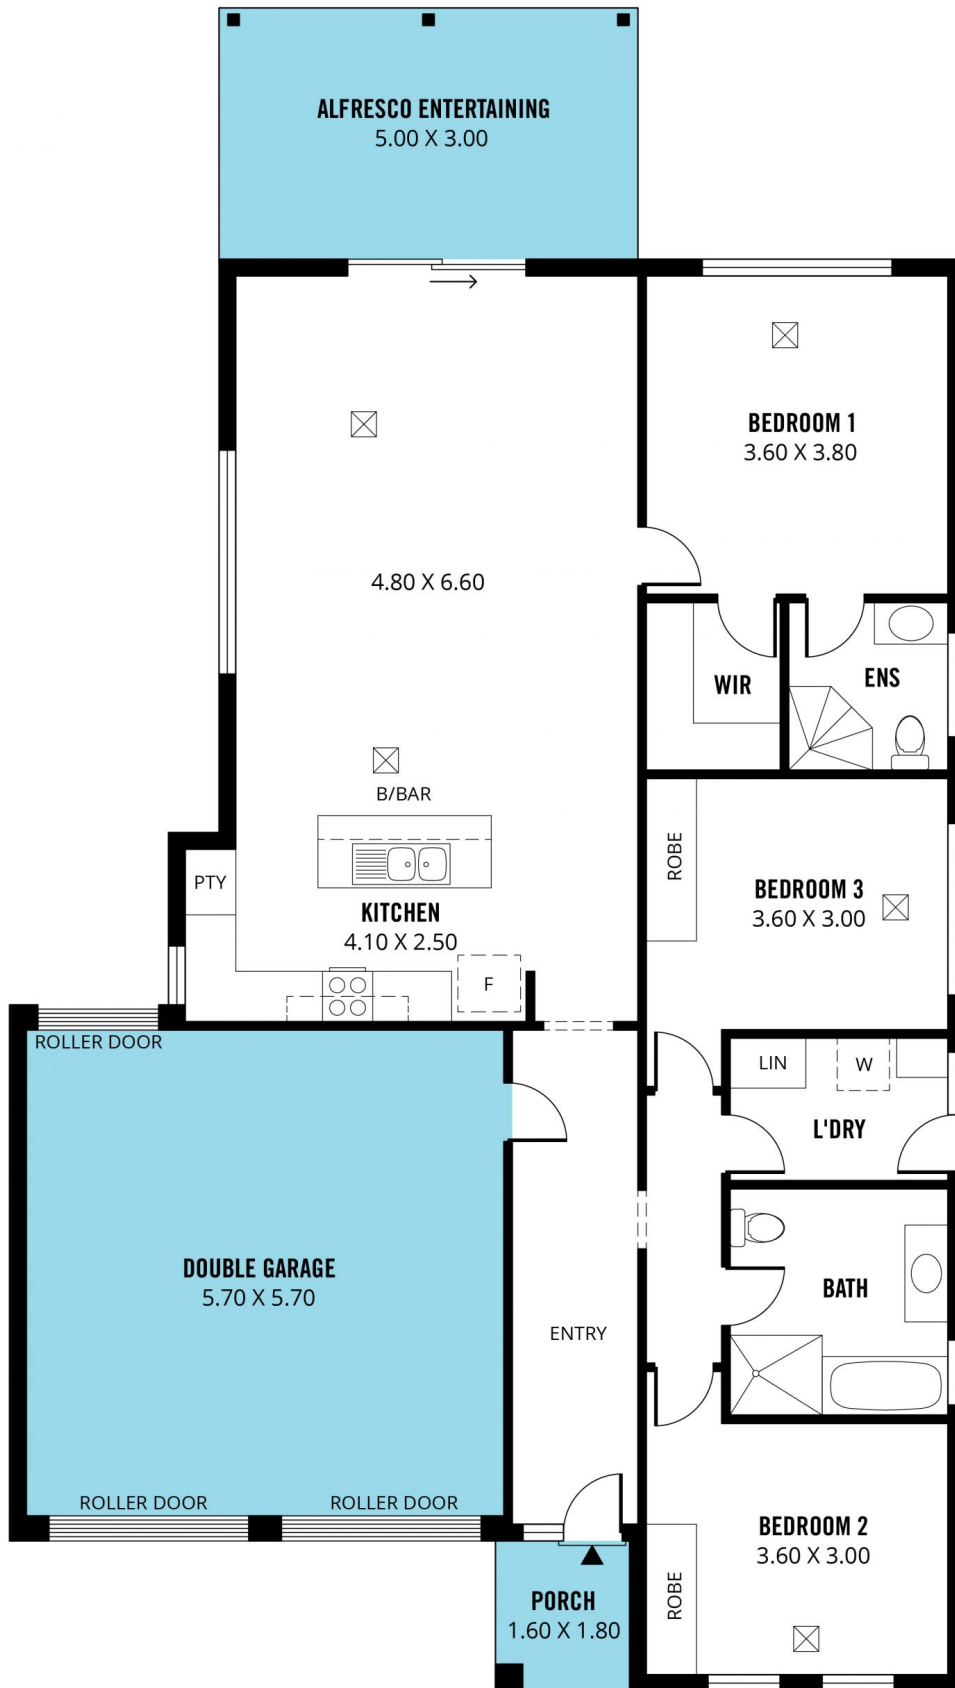 ALFRESCO ENTERTAINING
5.00 X 3.00
BEDROOM 1
3.60 X 3.80
4.80 X 6.60
WIR
ENS
B/BAR
PTY
KITCHEN
4.10 X 2.50
F
ROBE
BEDROOM 3
3.60 X 3.00
ROLLER DOOR
LIN
W
L'DRY
DOUBLE GARAGE
5.70 X 5.70
BATH
ENTRY
ROLLER DOOR
ROLLER DOOR
BEDROOM 2
3.60 X 3.00
ROBE
PORCH
1.60 X 1.80